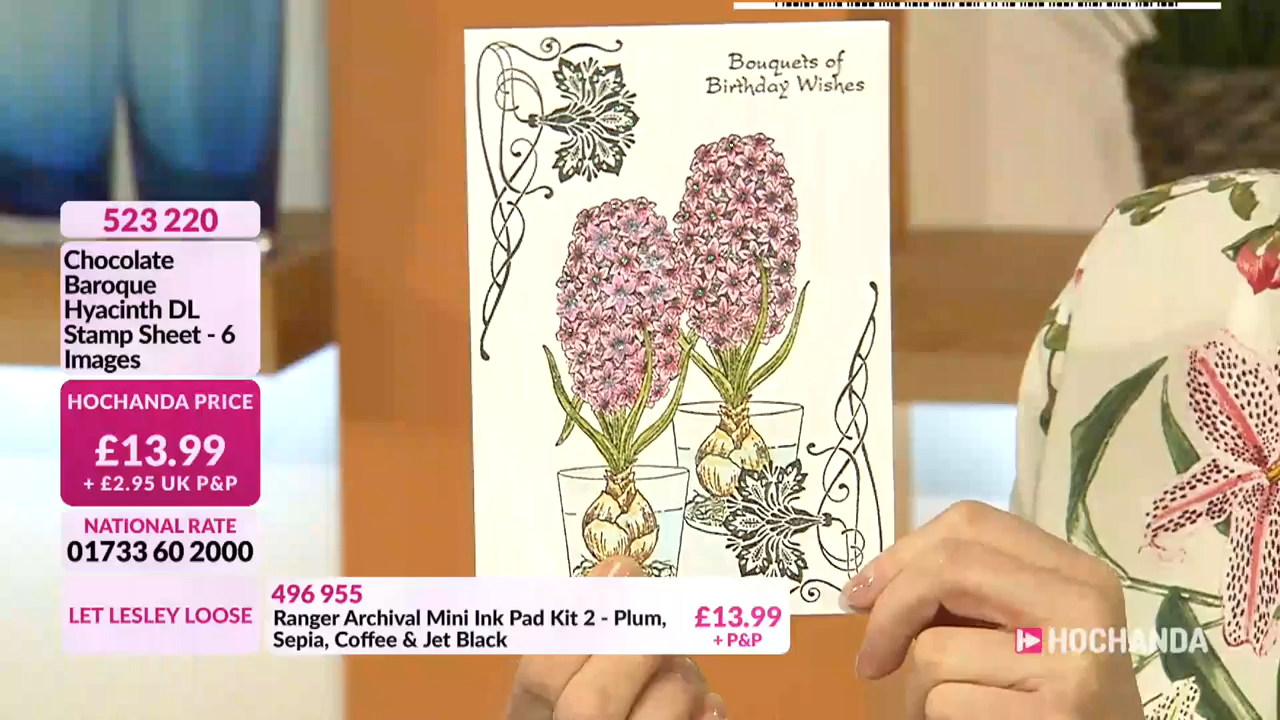 Bouquets of
Birthday Wishes
523 220
Chocolate
Baroque
Hyacinth DL
Stamp Sheet - 6
Images
HOCHANDA PRICE
£13.99
+ £2.95 UK P&P
NATIONAL RATE
01733 60 2000
LET LESLEY LOOSE
496 955
Ranger Archival Mini Ink Pad Kit 2 - Plum,
Sepia, Coffee & Jet Black
£13.99
+ P&P
HOCHANDA